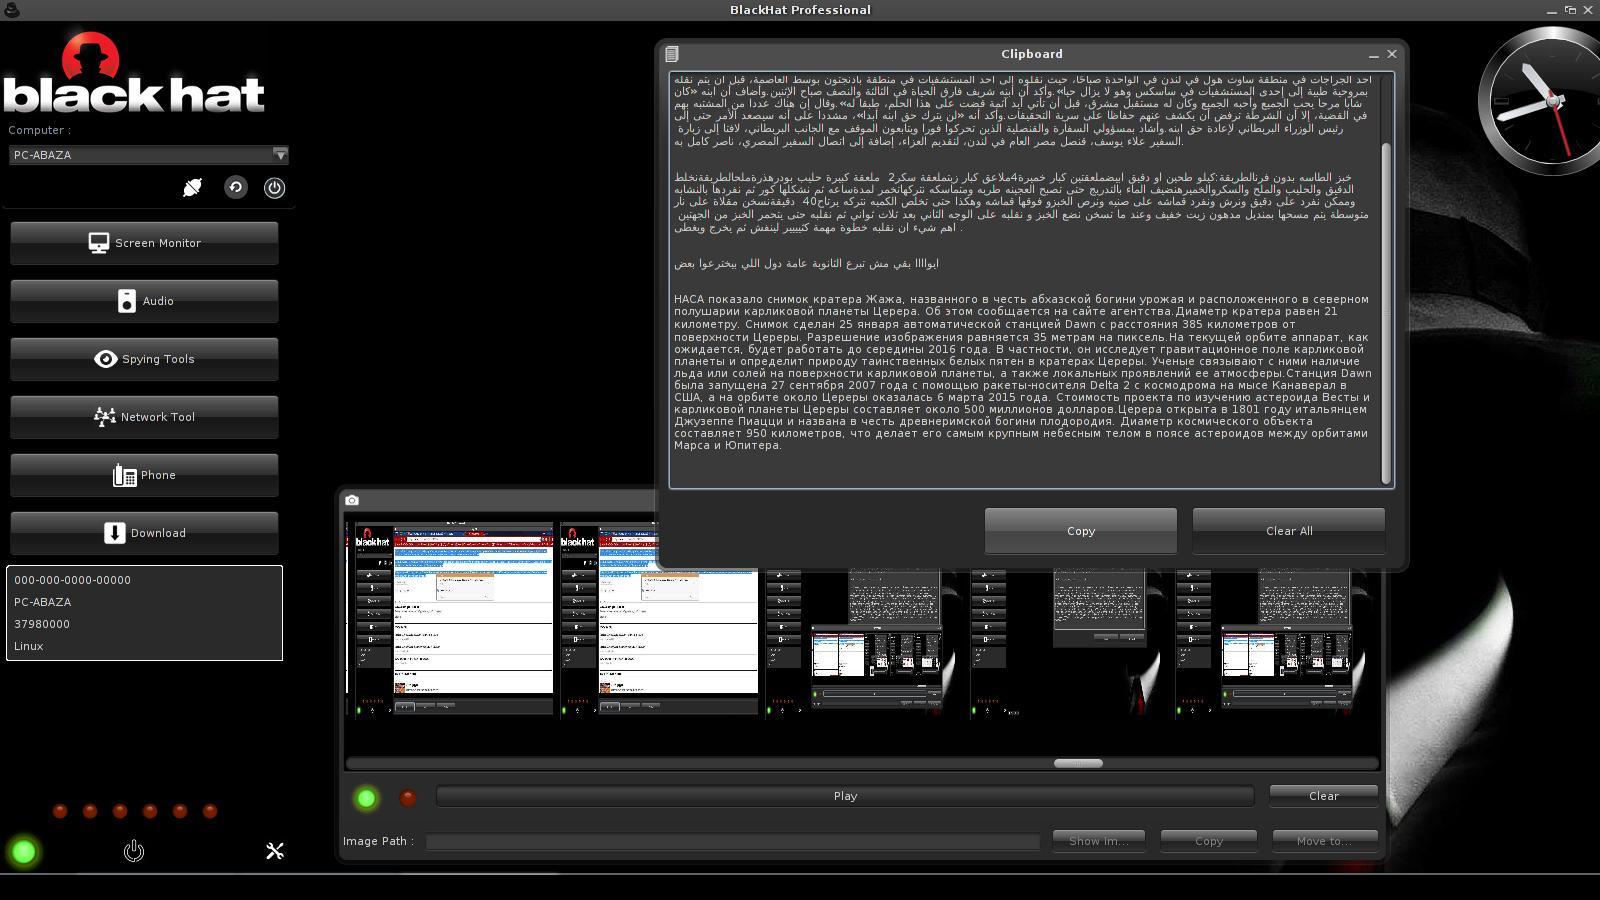 BlackHat Professional
black hat
Computer :
PC-ABAZA
Screen Monitor
Audio
Spying Tools
Network Tool
Phone
Download
000-000-0000-00000
PC-ABAZA
37980000
Linux
Clipboard
احد الجراجات في منطقة ساوث هول في لندن في الواحدة صباحًا، حيث نقلوه إلى احد المستشفيات في منطقة بادنجتون بوسط العاصمة، قبل ان يتم نقله
بمروحية طبية إلى إحدى المستشفيات في ساسكس وهو لا يزال حيا».وأكد أن أبنه شريف فارق الحياة في الثالثة والنصف صباح الإثنين.وأضاف أن ابنه «كان
شابا مرحا يحب الجميع وأحبه الجميع وكان له مستقبل مشرق، قبل أن تأتي أيد آثمة قضت على هذا الحلم، طبقا له».وقال إن هناك عددا من المشتبه بهم
في القضية، إلا أن الشرطة ترفض أن يكشف عنهم حفاظا على سرية التحقيقات.وأكد أنه «لن يترك حق ابنه أبدا»، مشددا على أنه سيصعد الأمر حتى إلى
رئيس الوزراء البريطاني لإعادة حق ابنه.وأشاد بمسؤولي السفارة والقنصلية الذين تحركوا فورا ويتابعون الموقف مع الجانب البريطاني، لافتا إلى زيارة
السفير علاء يوسف، قنصل مصر العام في لندن، لتقديم العزاء، إضافة إلى اتصال السفير المصري، ناصر كامل به.
خبز الطاسه بدون فرنالطريقة:كيلو طحين او دقيق ابيضملعقتين كبار خميرة4ملاعق كبار زيتملعقة سكر2 ملعقة كبيرة حليب بودرهذرةملحالطريقةنخلط
الدقيق والحليب والملح والسكروالخميرهنضيف الماء بالتدريج حتى تصبح العجينه طريه ومتماسكه نتركهاتخمر لمدةساعه ثم نشكلها كور ثم نفردها بالنشابه
وممكن نفرد على دقيق ونرش ونفرد قماشه على صنيه ونرص الخبزو فوقها قماشه وهكذا حتى تخلص الكميه نتركه يرتاح40 دقيقةنسخن مقلاة على نار
متوسطة يتم مسحها بمنديل مدهون زيت خفيف وعند ما تسخن نضع الخبز و نقلبه على الوجه الثاني بعد ثلاث ثواني ثم نقلبه حتى يتحمر الخبز من الجهتين
اهم شيء ان نقلبه خطوة مهمة كثيييير لينفش ثم يخرج ويغطى .
ايواااا بقي مش تبرع الثانوية عامة دول اللي بيخترعوا بعض
НАСА показало снимок кратера Жажа, названного в честь абхазской богини урожая и расположенного в северном
полушарии карликовой планеты Церера. Об этом сообщается на сайте агентства.Диаметр кратера равен 21
километру. Снимок сделан 25 января автоматической станцией Dawn с расстояния 385 километров от
поверхности Цереры. Разрешение изображения равняется 35 метрам на пиксель.На текущей орбите аппарат, как
ожидается, будет работать до середины 2016 года. В частности, он исследует гравитационное поле карликовой
планеты и определит природу таинственных белых пятен в кратерах Цереры. Ученые связывают с ними наличие
льда или солей на поверхности карликовой планеты, а также локальных проявлений ее атмосферы.Станция Dawn
была запущена 27 сентября 2007 года с помощью ракеты-носителя Delta 2 с космодрома на мысе Канаверал в
США, а на орбите около Цереры оказалась 6 марта 2015 года. Стоимость проекта по изучению астероида Весты и
карликовой планеты Цереры составляет около 500 миллионов долларов.Церера открыта в 1801 году итальянцем
Джузеппе Пиацци и названа в честь древнеримской богини плодородия. Диаметр космического объекта
составляет 950 километров, что делает его самым крупным небесным телом в поясе астероидов между орбитами
Марса и Юпитера.
Copy
Clear All
black hat
black hat
Play
Clear
Image Path :
Show Im...
Copy
Move to...